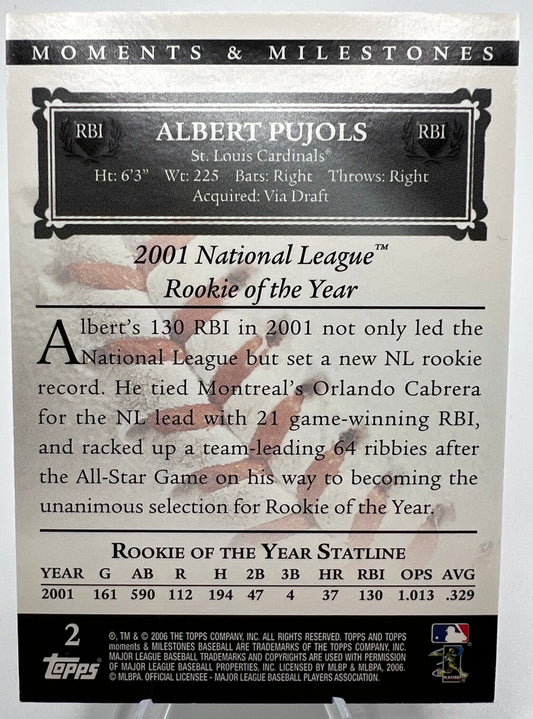 MOMENTS & MILESTONES
RBI ALBERT PUJOLS RBI
St. Louis Cardinals®
Ht: 6'3" Wt: 225 Bats: Right Throws: Right
Acquired: Via Draft
2001 National League™
Rookie of the Year
Albert's 130 RBI in 2001 not only led the
National League but set a new NL rookie
record. He tied Montreal's Orlando Cabrera
for the NL lead with 21 game-winning RBI,
and racked up a team-leading 64 ribbies after
the All-Star Game on his way to becoming the
unanimous selection for Rookie of the Year.
ROOKIE OF THE YEAR STATLINE
YEAR G AB R H 2B 3B HR RBI OPS AVG
2001 161 590 112 194 47 4 37 130 1.013 .329
2
topps
®, TM & © 2006 THE TOPPS COMPANY, INC. ALL RIGHTS RESERVED. TOPPS AND TOPPS
moments & MILESTONES BASEBALL ARE TRADEMARKS OF THE TOPPS COMPANY, INC.
MAJOR LEAGUE BASEBALL TRADEMARKS AND COPYRIGHTS ARE USED WITH PERMISSION
OF MAJOR LEAGUE BASEBALL PROPERTIES, INC. LICENSED BY MLBP & MLBPA, 2006.
© MLBPA. OFFICIAL LICENSEE - MAJOR LEAGUE BASEBALL PLAYERS ASSOCIATION.